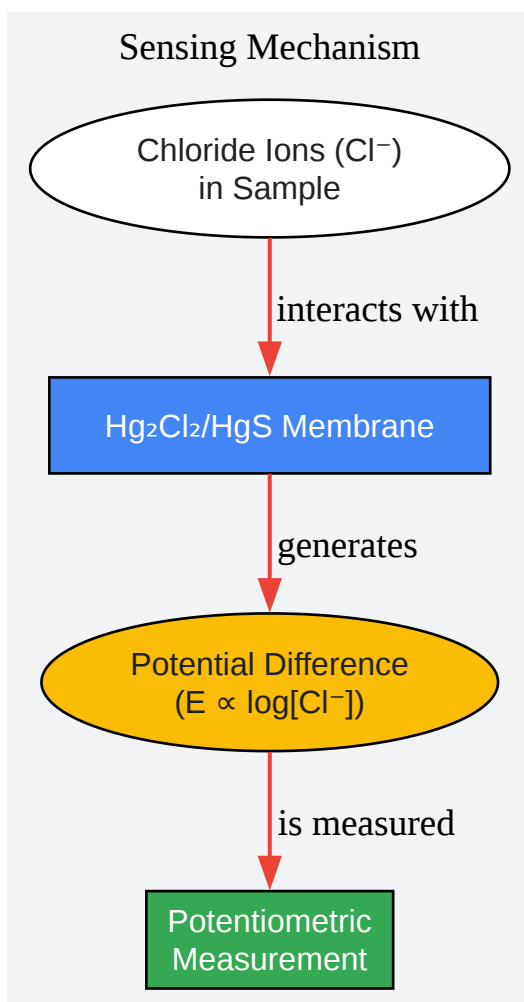 Sensing Mechanism
Chloride Ions (Cl⁻)
in Sample
interacts with
Hg₂Cl₂/HgS Membrane
generates
Potential Difference
(E ∝ log[Cl⁻])
is measured
Potentiometric
Measurement